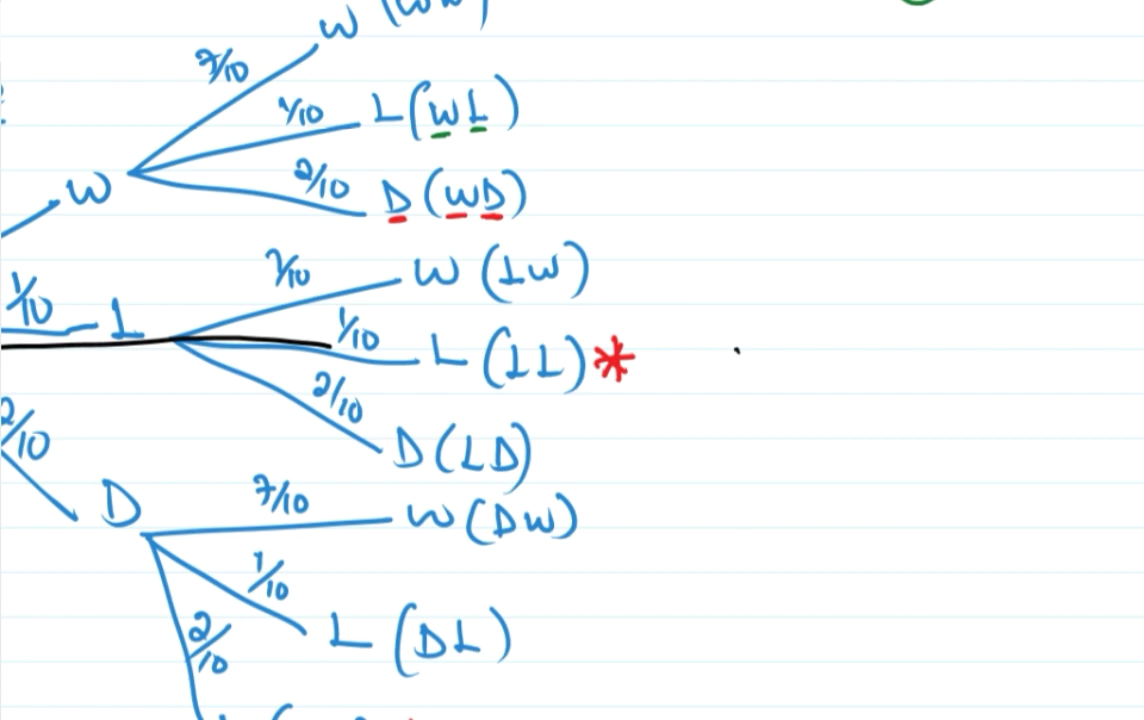 W
7/10
1/10 L (WL)
2/10 D (WD)
W
7/10 W (LW)
1/10 L
1/10 L (LL)*
2/10
2/10
D (LD)
7/10
D W (DW)
1/10
L (DL)
2/10